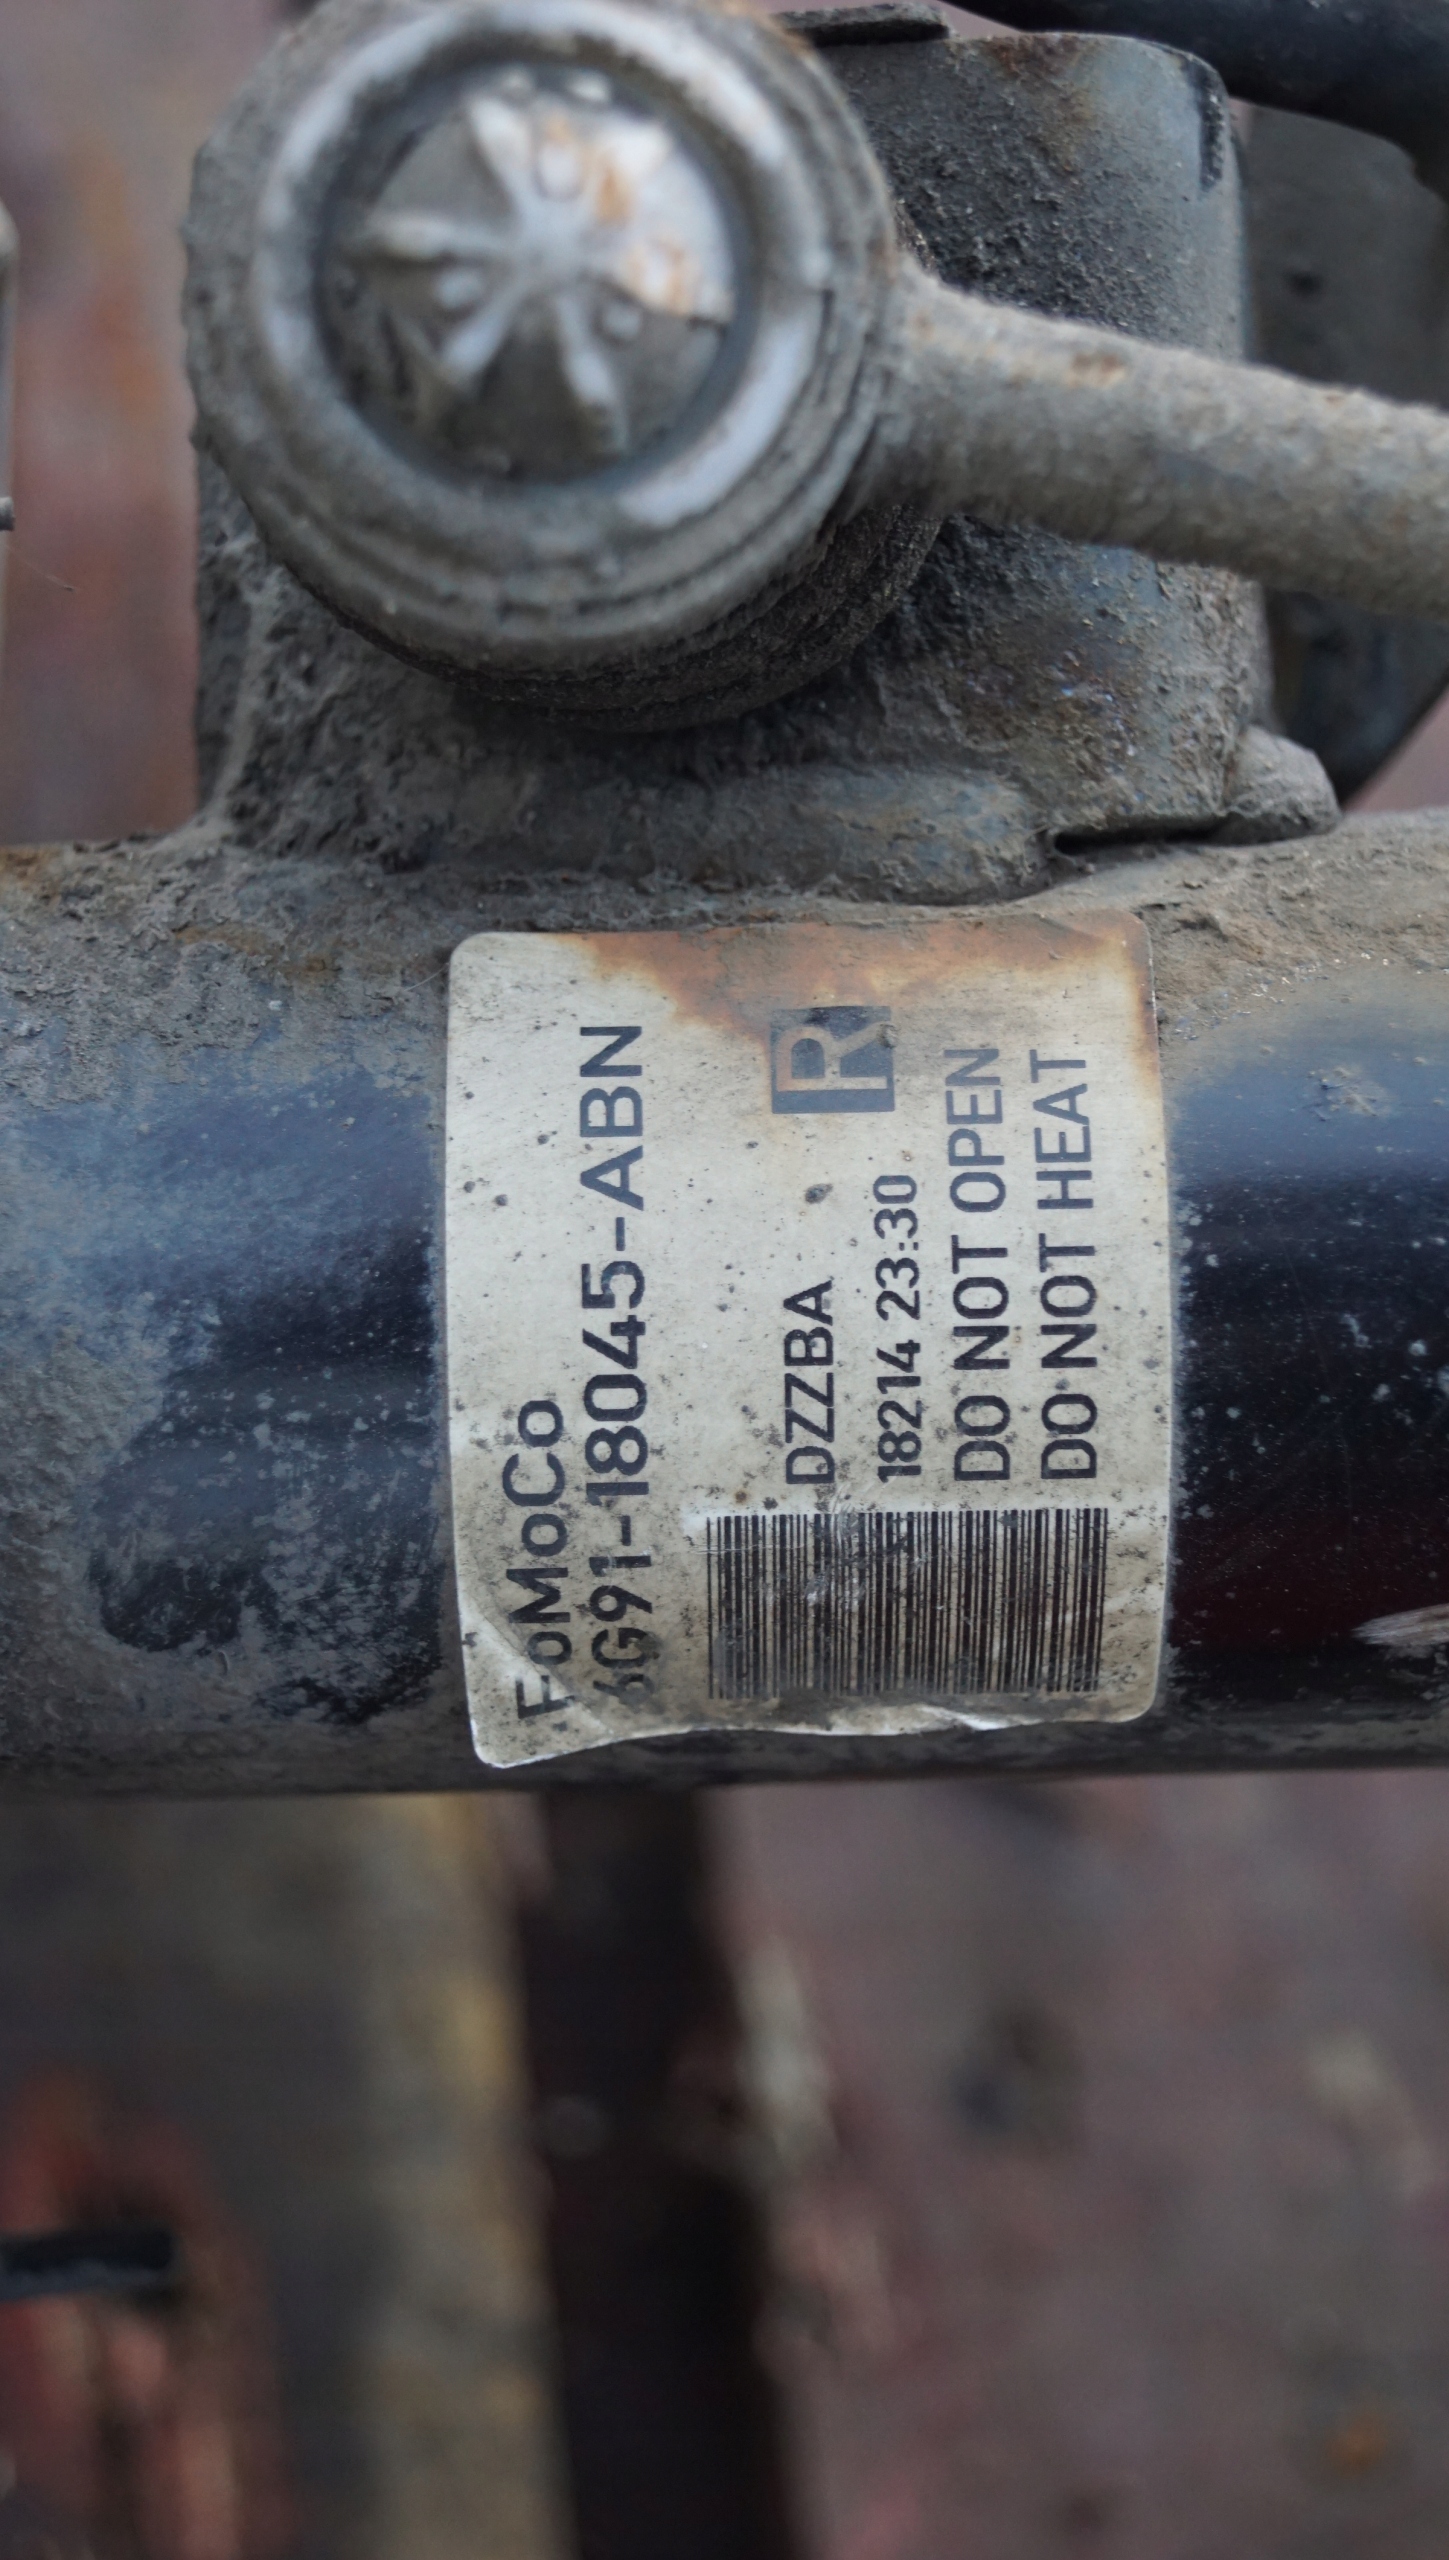 FoMoCo
6G91-18045-ABN
DZZBA R
18214 23:30
DO NOT OPEN
DO NOT HEAT